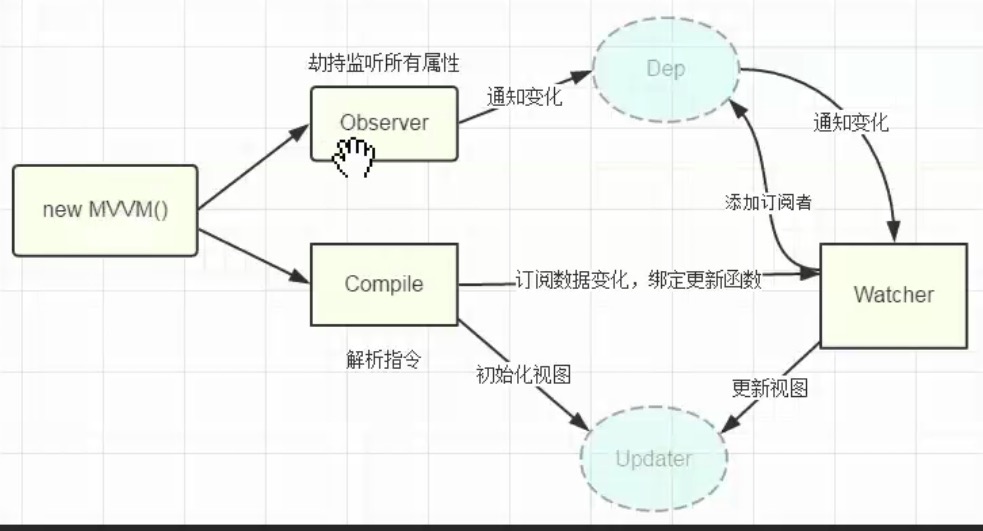 劫持监听所有属性
Dep
通知变化
Observer
通知变化
new MVVM()
添加订阅者
Compile
订阅数据变化，绑定更新函数
Watcher
解析指令
初始化视图
更新视图
Updater